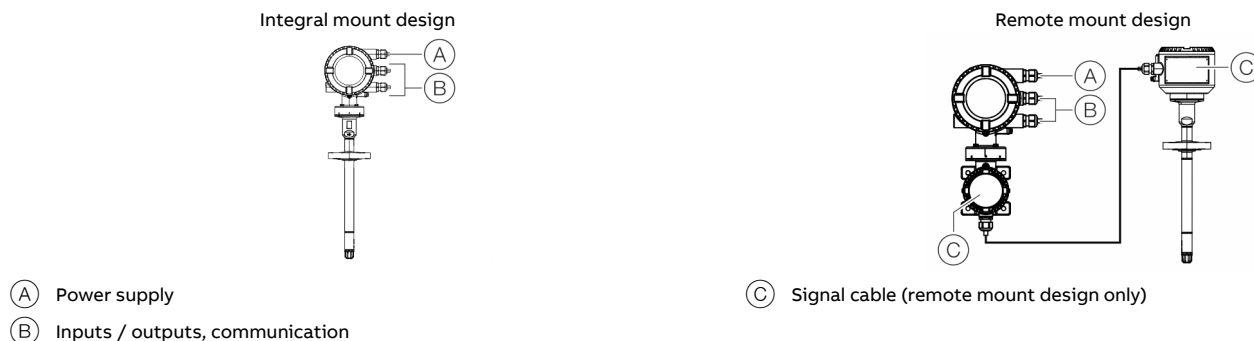 Integral mount design
A
B
Remote mount design
A
B
C
C
A Power supply
B Inputs / outputs, communication
C Signal cable (remote mount design only)